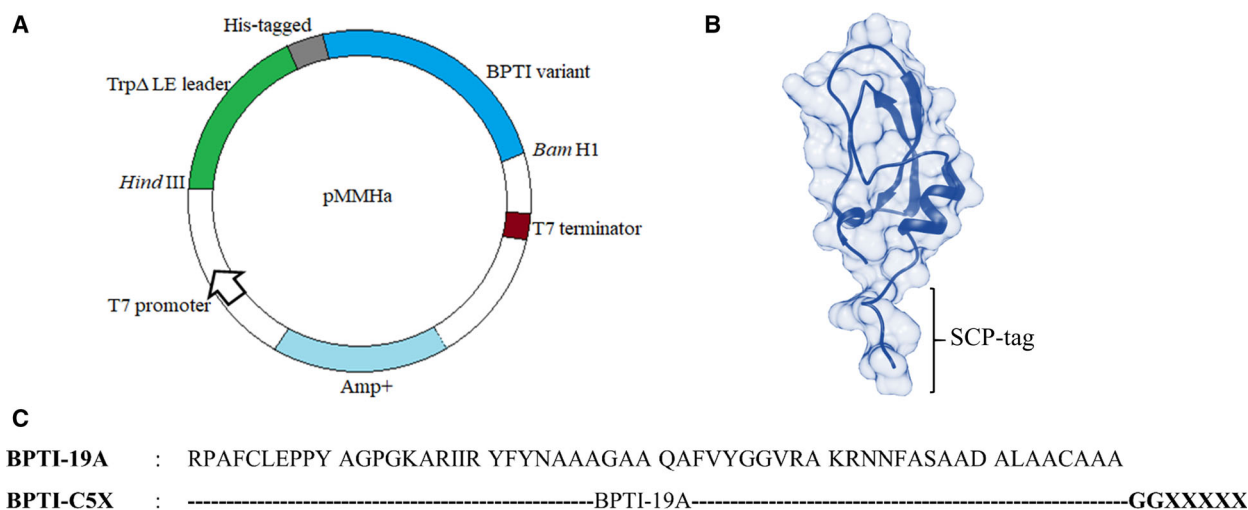 A
His-tagged
TrpΔ LE leader
BPTI variant
Hind III
Bam H1
pMMHa
T7 terminator
T7 promoter
Amp+
B
SCP-tag
C
BPTI-19A : RPAFCLEPPY AGPGKARIIR YFYNAAAGAA QAFVYGGVRA KRNNFASAAD ALAACAAA
BPTI-C5X : ------------------------------------------------------BPTI-19A----------------------------------------------------------GGXXXXX